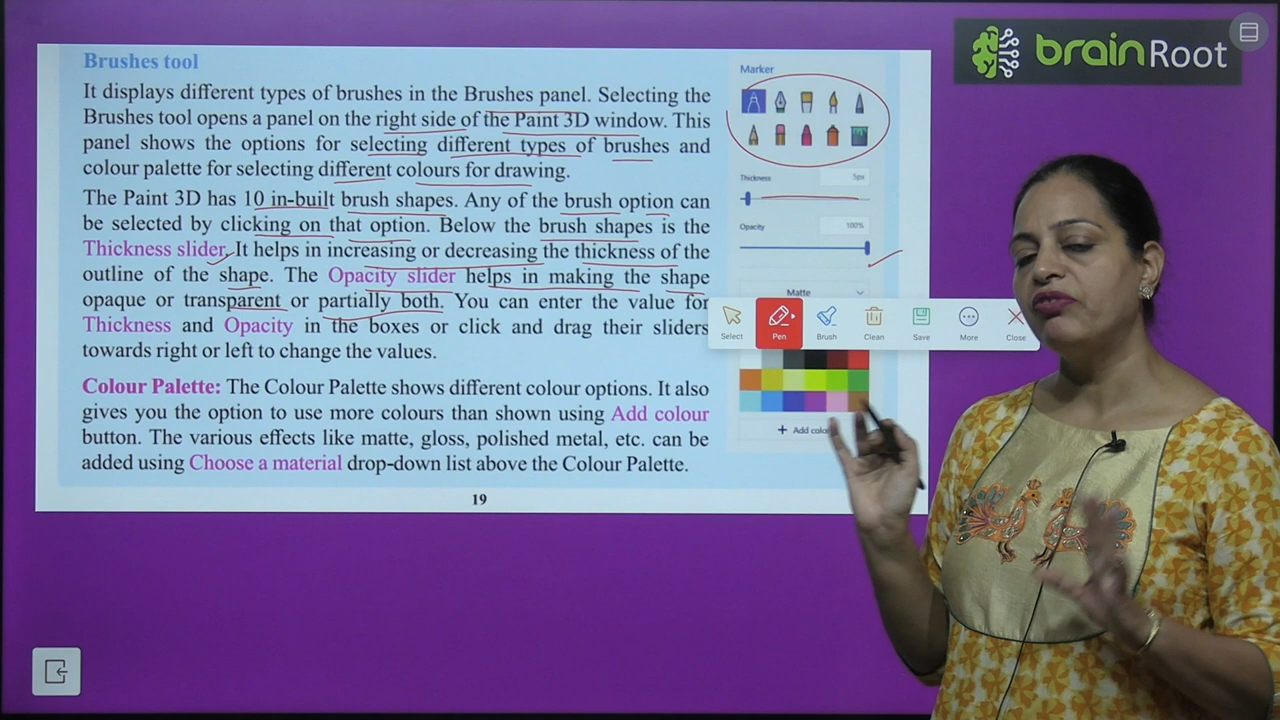 Brushes tool
It displays different types of brushes in the Brushes panel. Selecting the
Brushes tool opens a panel on the right side of the Paint 3D window. This
panel shows the options for selecting different types of brushes and
colour palette for selecting different colours for drawing.
The Paint 3D has 10 in-built brush shapes. Any of the brush option can
be selected by clicking on that option. Below the brush shapes is the
Thickness slider. It helps in increasing or decreasing the thickness of the
outline of the shape. The Opacity slider helps in making the shape
opaque or transparent or partially both. You can enter the value for
Thickness and Opacity in the boxes or click and drag their sliders
towards right or left to change the values.
Colour Palette: The Colour Palette shows different colour options. It also
gives you the option to use more colours than shown using Add colour
button. The various effects like matte, gloss, polished metal, etc. can be
added using Choose a material drop-down list above the Colour Palette.
19
Marker
Thickness 5px
Opacity 100%
Matte
Select Pen Brush Clean Save More Close
+ Add
brainRoot